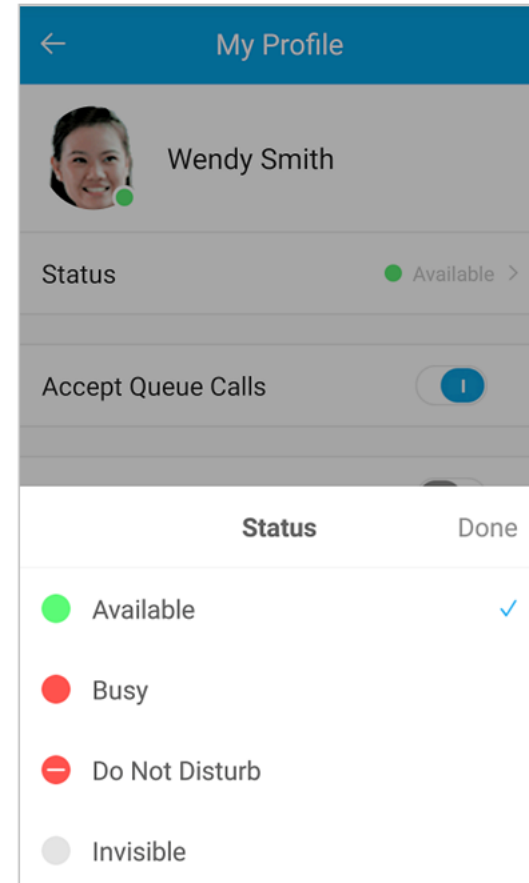 My Profile
Wendy Smith
Status
Available
Accept Queue Calls
Status
Done
Available
Busy
Do Not Disturb
Invisible